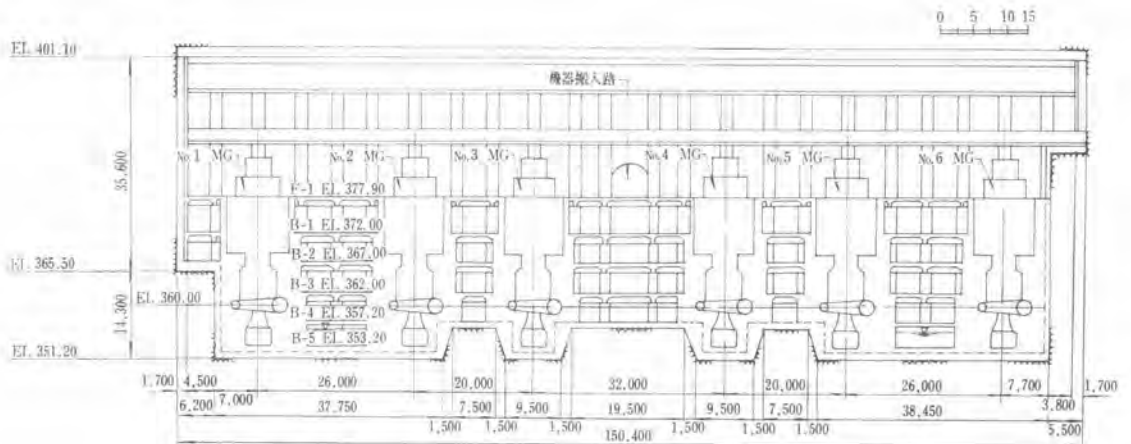 0 5 10 15
EL 401.10
機器搬入路
No.1 MG
No.2 MG
No.3 MG
No.4 MG
No.5 MG
No.6 MG
35,600
F-1 EL 377.90
B-1 EL 372.00
B-2 EL 367.00
EL 365.50
B-3 EL 362.00
EL 360.00
14,300
B-4 EL 357.20
B-5 EL 353.20
EL 351.20
1,700 4,500 26,000 20,000 32,000 20,000 26,000 7,700 1,700
7,000
6,200 37,750 7,500 9,500 19,500 9,500 7,500 38,450 3,800
1,500 1,500 1,500 1,500 1,500 1,500 5,500
150,400